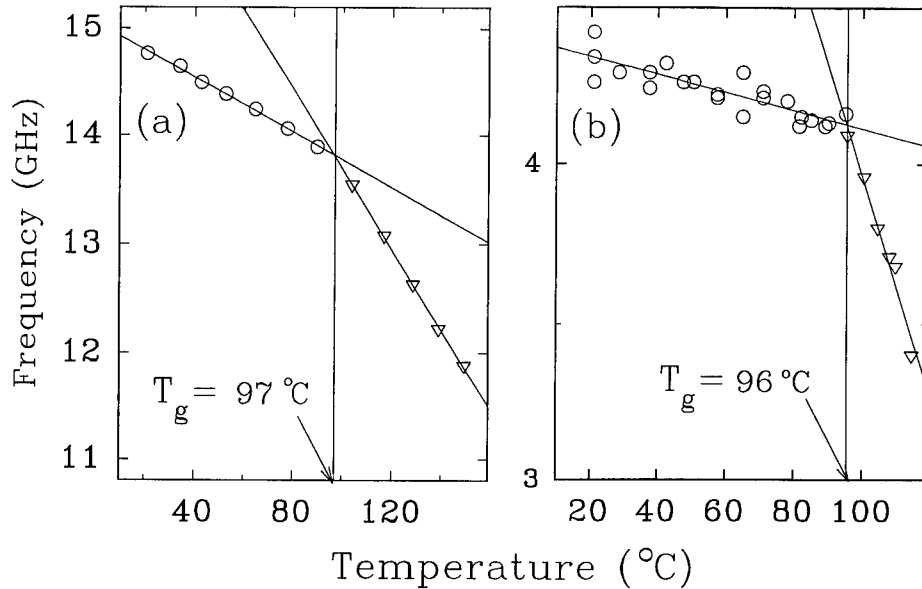 Frequency (GHz)
15
14
13
12
11
(a)
T_g = 97 °C
40 80 120
4
3
(b)
T_g = 96 °C
20 40 60 80 100
Temperature (°C)